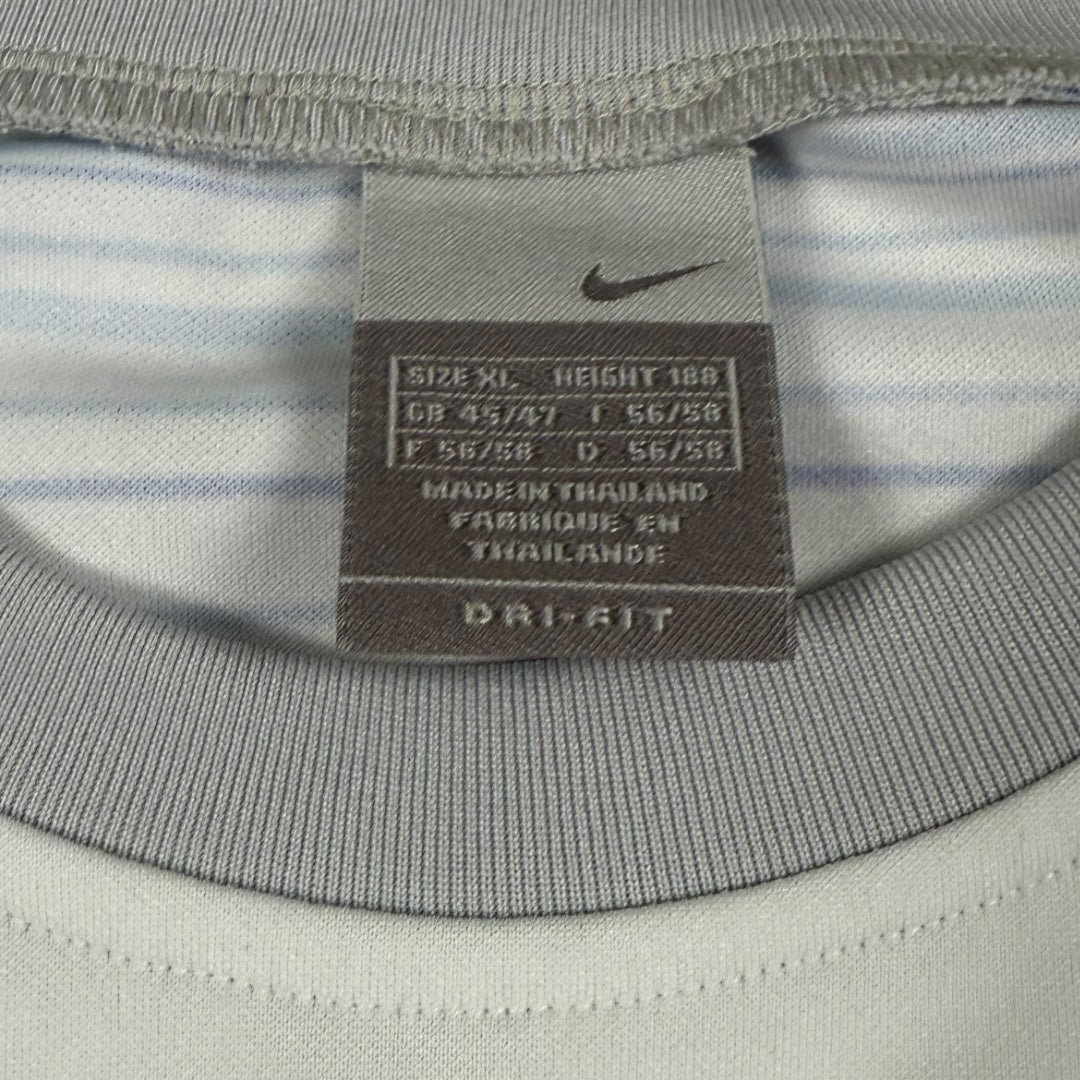 SIZE XL HEIGHT 188
GB 45/47 I 56/58
F 56/58 D 56/58
MADE IN THAILAND
FABRIQUE EN
THAILANDE
DRI-FIT